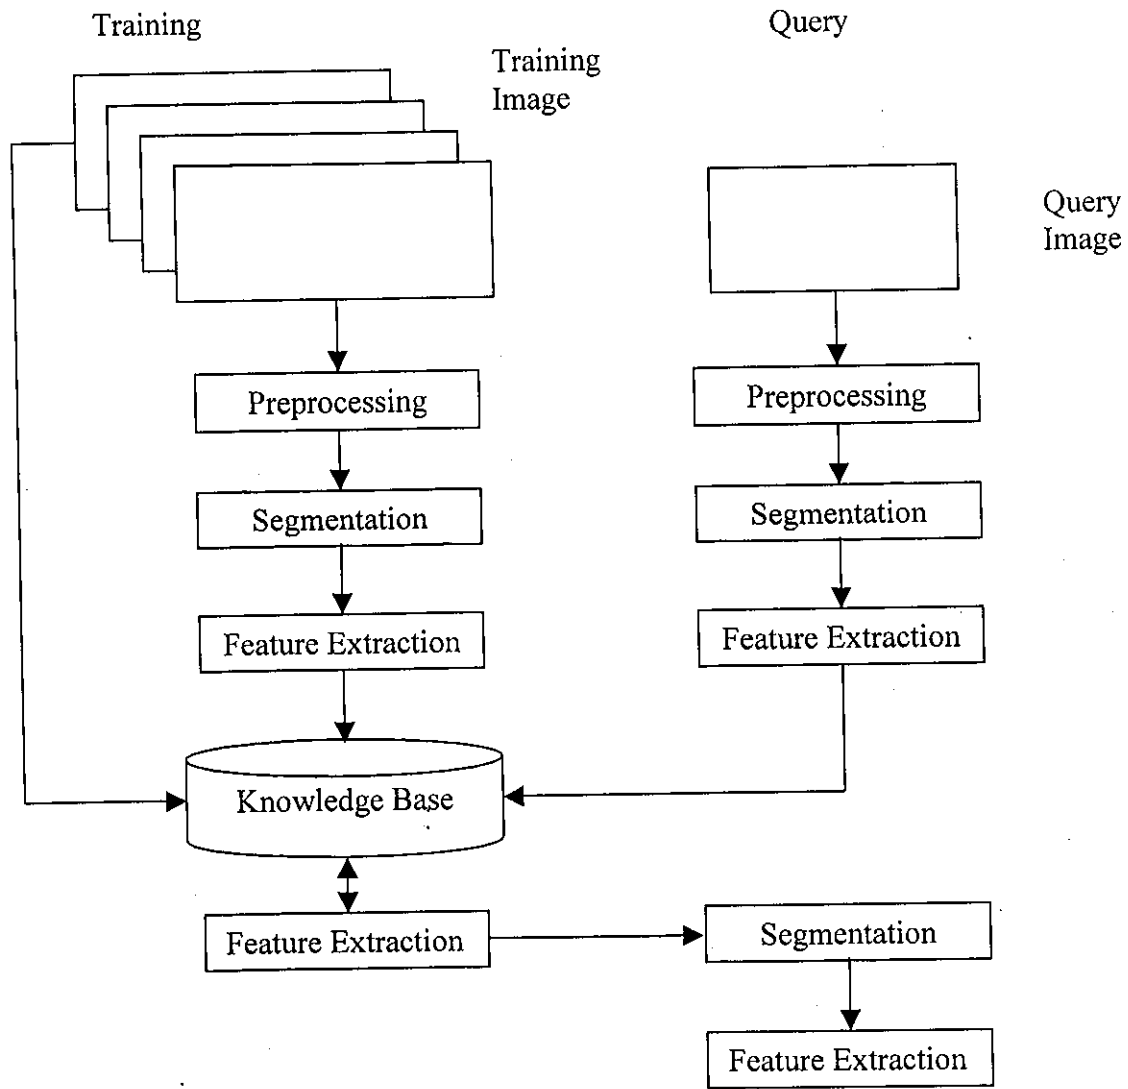 Training
Query
Training
Image
Query
Image
Preprocessing
Preprocessing
Segmentation
Segmentation
Feature Extraction
Feature Extraction
Knowledge Base
Feature Extraction
Segmentation
Feature Extraction